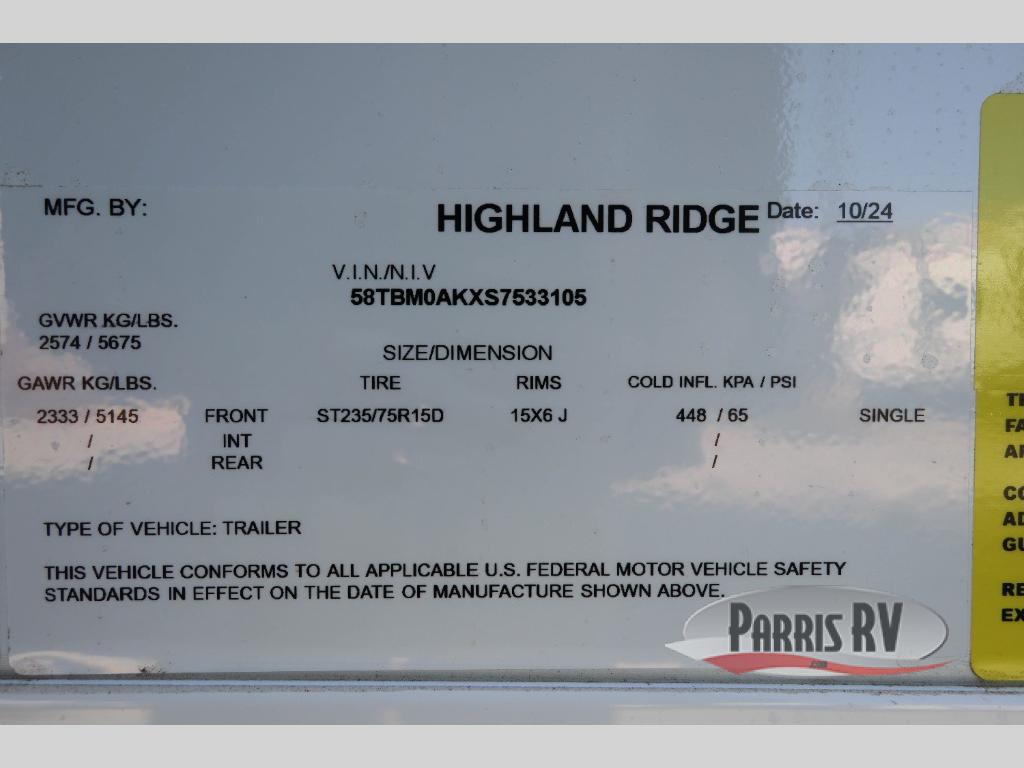 MFG. BY:
HIGHLAND RIDGE Date: 10/24
V.I.N./N.I.V
58TBM0AKXS7533105
GVWR KG/LBS.
2574 / 5675
SIZE/DIMENSION
GAWR KG/LBS. TIRE RIMS COLD INFL. KPA / PSI
2333 / 5145 FRONT ST235/75R15D 15X6 J 448 / 65 SINGLE
/ INT /
/ REAR /
TYPE OF VEHICLE: TRAILER
THIS VEHICLE CONFORMS TO ALL APPLICABLE U.S. FEDERAL MOTOR VEHICLE SAFETY
STANDARDS IN EFFECT ON THE DATE OF MANUFACTURE SHOWN ABOVE.
PARRIS RV
.com